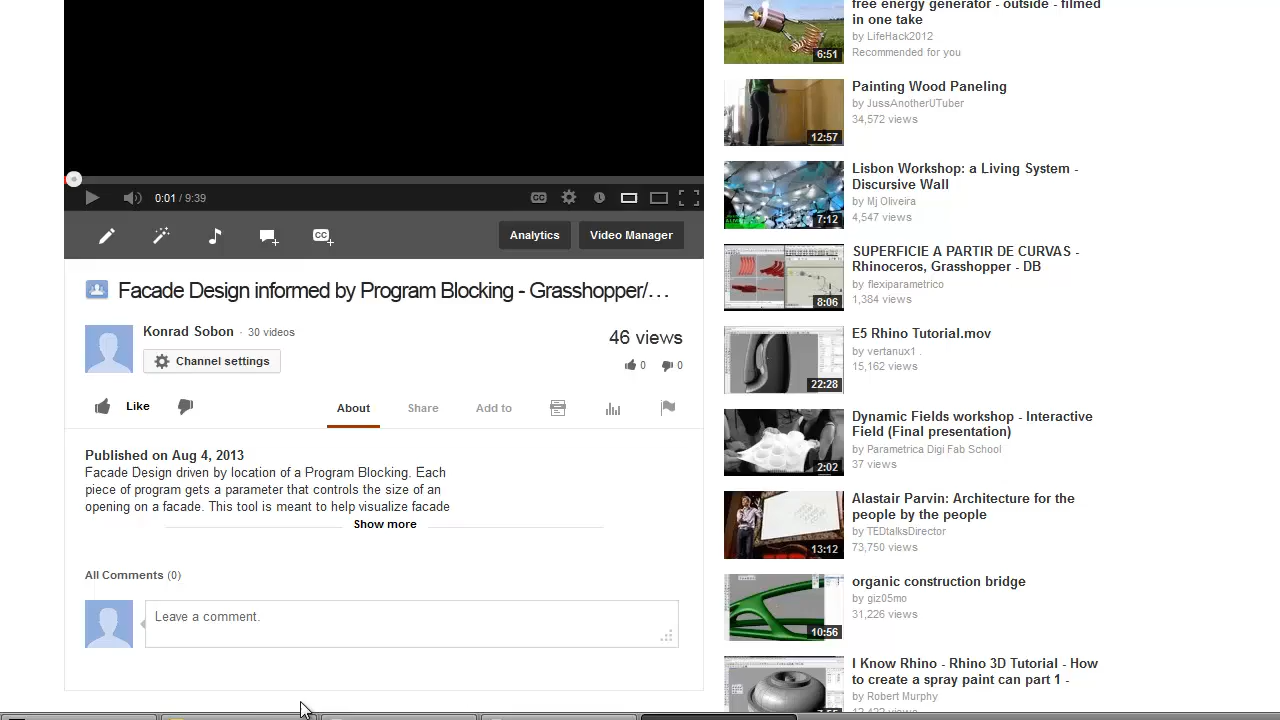 0:01 / 9:39
CC
CC
Analytics
Video Manager
Facade Design informed by Program Blocking - Grasshopper/...
Konrad Sobon · 30 videos
Channel settings
46 views
0
0
Like
About
Share
Add to
Published on Aug 4, 2013
Facade Design driven by location of a Program Blocking. Each
piece of program gets a parameter that controls the size of an
opening on a facade. This tool is meant to help visualize facade
Show more
All Comments (0)
Leave a comment.
free energy generator - outside - filmed
in one take
by LifeHack2012
Recommended for you
6:51
Painting Wood Paneling
by JussAnotherUTuber
34,572 views
12:57
Lisbon Workshop: a Living System -
Discursive Wall
by Mj Oliveira
4,547 views
7:12
SUPERFICIE A PARTIR DE CURVAS -
Rhinoceros, Grasshopper - DB
by flexiparametrico
1,384 views
8:06
E5 Rhino Tutorial.mov
by vertanux1 .
15,162 views
22:28
Dynamic Fields workshop - Interactive
Field (Final presentation)
by Parametrica Digi Fab School
37 views
2:02
Alastair Parvin: Architecture for the
people by the people
by TEDtalksDirector
73,750 views
13:12
organic construction bridge
by giz05mo
31,226 views
10:56
I Know Rhino - Rhino 3D Tutorial - How
to create a spray paint can part 1 -
by Robert Murphy